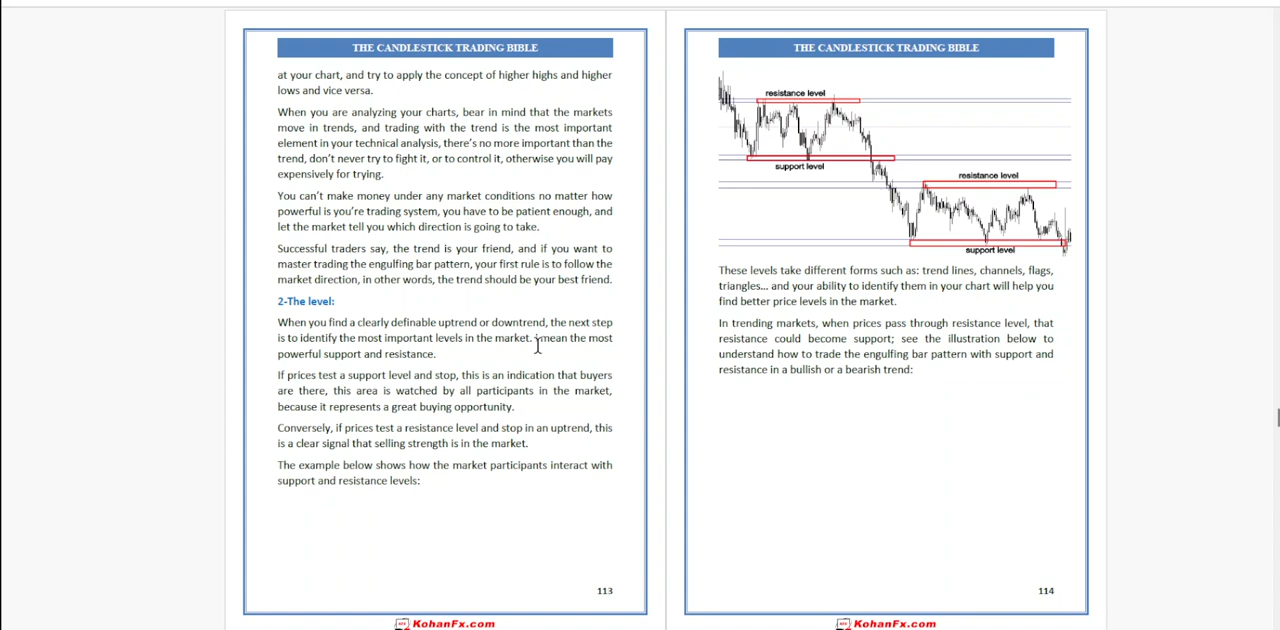 THE CANDLESTICK TRADING BIBLE
at your chart, and try to apply the concept of higher highs and higher
lows and vice versa.
When you are analyzing your charts, bear in mind that the markets
move in trends, and trading with the trend is the most important
element in your technical analysis, there's no more important than the
trend, don't never try to fight it, or to control it, otherwise you will pay
expensively for trying.
You can't make money under any market conditions no matter how
powerful is you're trading system, you have to be patient enough, and
let the market tell you which direction is going to take.
Successful traders say, the trend is your friend, and if you want to
master trading the engulfing bar pattern, your first rule is to follow the
market direction, in other words, the trend should be your best friend.
2-The level:
When you find a clearly definable uptrend or downtrend, the next step
is to identify the most important levels in the market. mean the most
powerful support and resistance.
If prices test a support level and stop, this is an indication that buyers
are there, this area is watched by all participants in the market,
because it represents a great buying opportunity.
Conversely, if prices test a resistance level and stop in an uptrend, this
is a clear signal that selling strength is in the market.
The example below shows how the market participants interact with
support and resistance levels:
113
KohanFx.com
THE CANDLESTICK TRADING BIBLE
resistance level
support level
resistance level
support level
These levels take different forms such as: trend lines, channels, flags,
triangles... and your ability to identify them in your chart will help you
find better price levels in the market.
In trending markets, when prices pass through resistance level, that
resistance could become support; see the illustration below to
understand how to trade the engulfing bar pattern with support and
resistance in a bullish or a bearish trend:
114
KohanFx.com